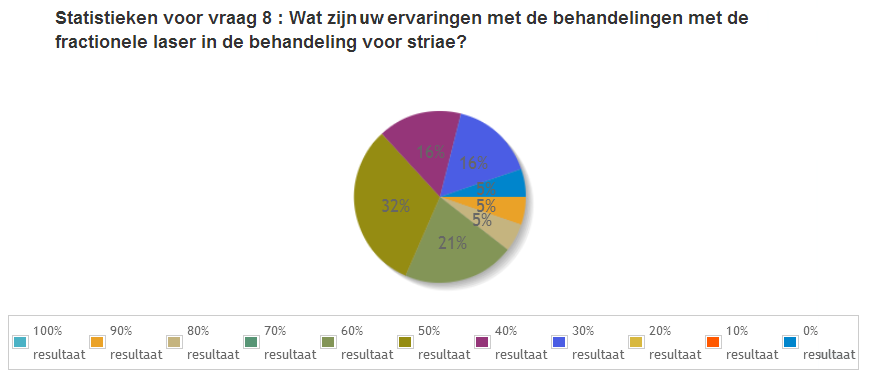 Statistieken voor vraag 8 : Wat zijn uw ervaringen met de behandelingen met de
fractionele laser in de behandeling voor striae?
16%
16%
5%
32%
5%
5%
21%
100% 90% 80% 70% 60% 50% 40% 30% 20% 10% 0%
resultaat resultaat resultaat resultaat resultaat resultaat resultaat resultaat resultaat resultaat resultaat